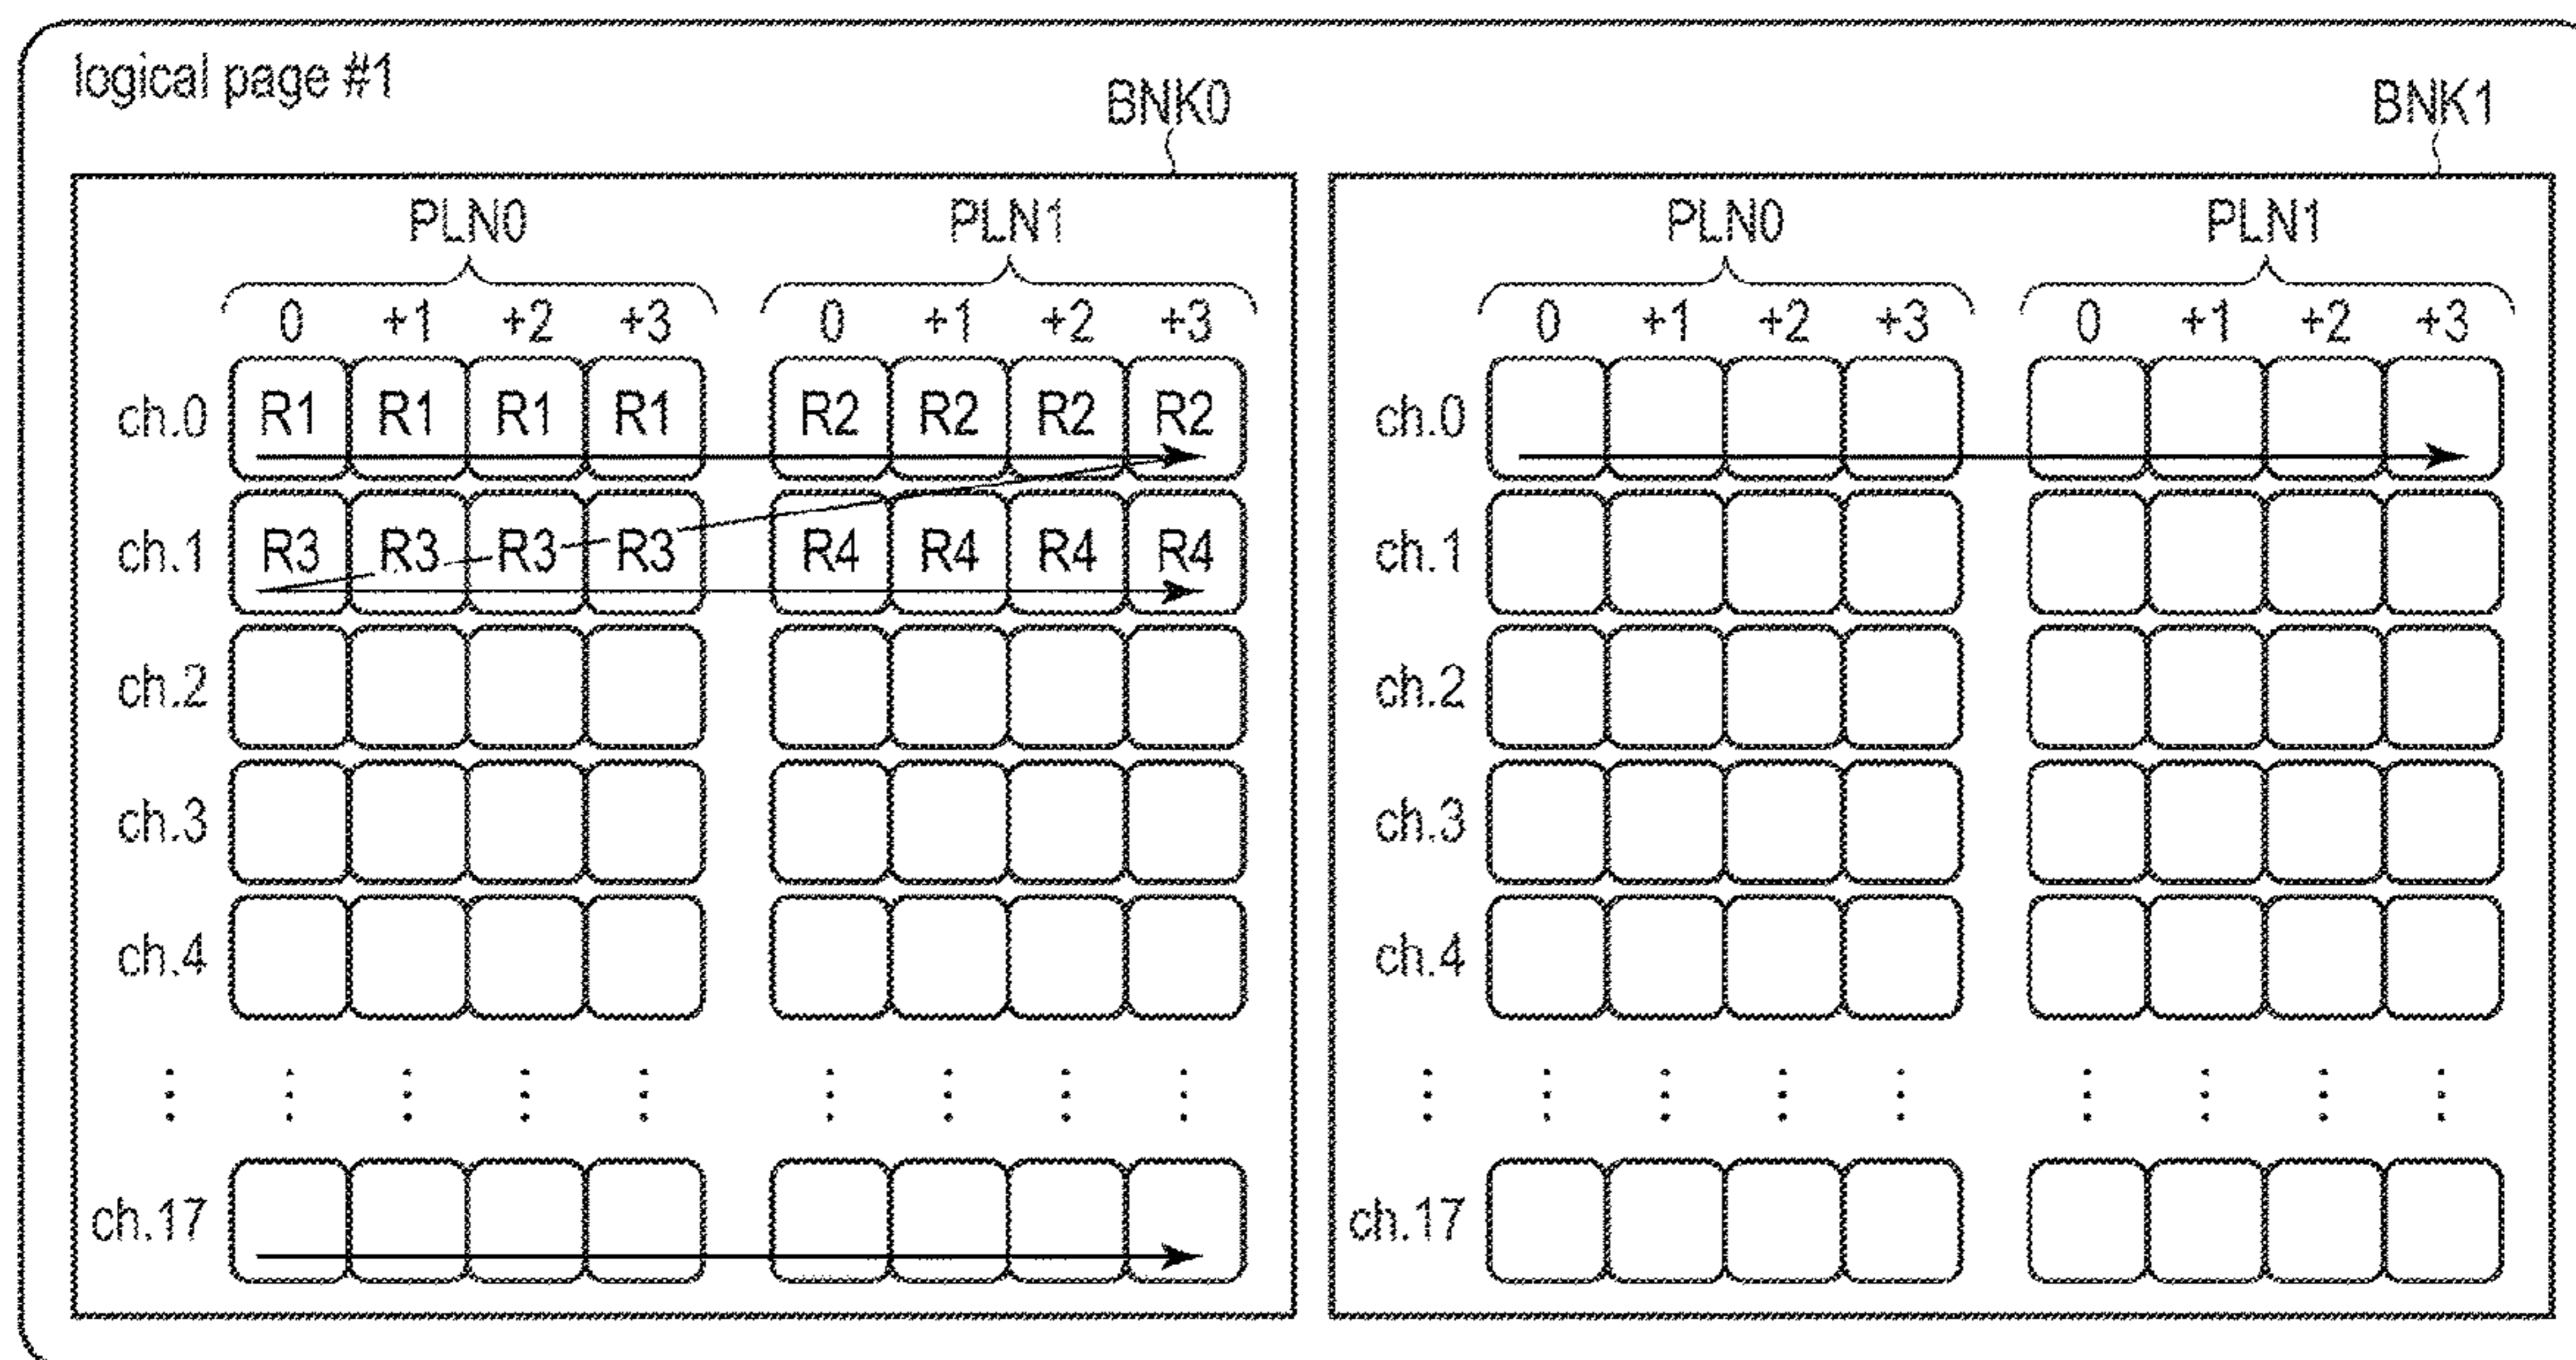 logical page #1
BNK0 BNK1
PLN0 PLN1 PLN0 PLN1
0 +1 +2 +3 0 +1 +2 +3 0 +1 +2 +3 0 +1 +2 +3
ch.0 R1 R1 R1 R1 R2 R2 R2 R2 ch.0
ch.1 R3 R3 R3 R3 R4 R4 R4 R4 ch.1
ch.2 ch.2
ch.3 ch.3
ch.4 ch.4
ch.17 ch.17